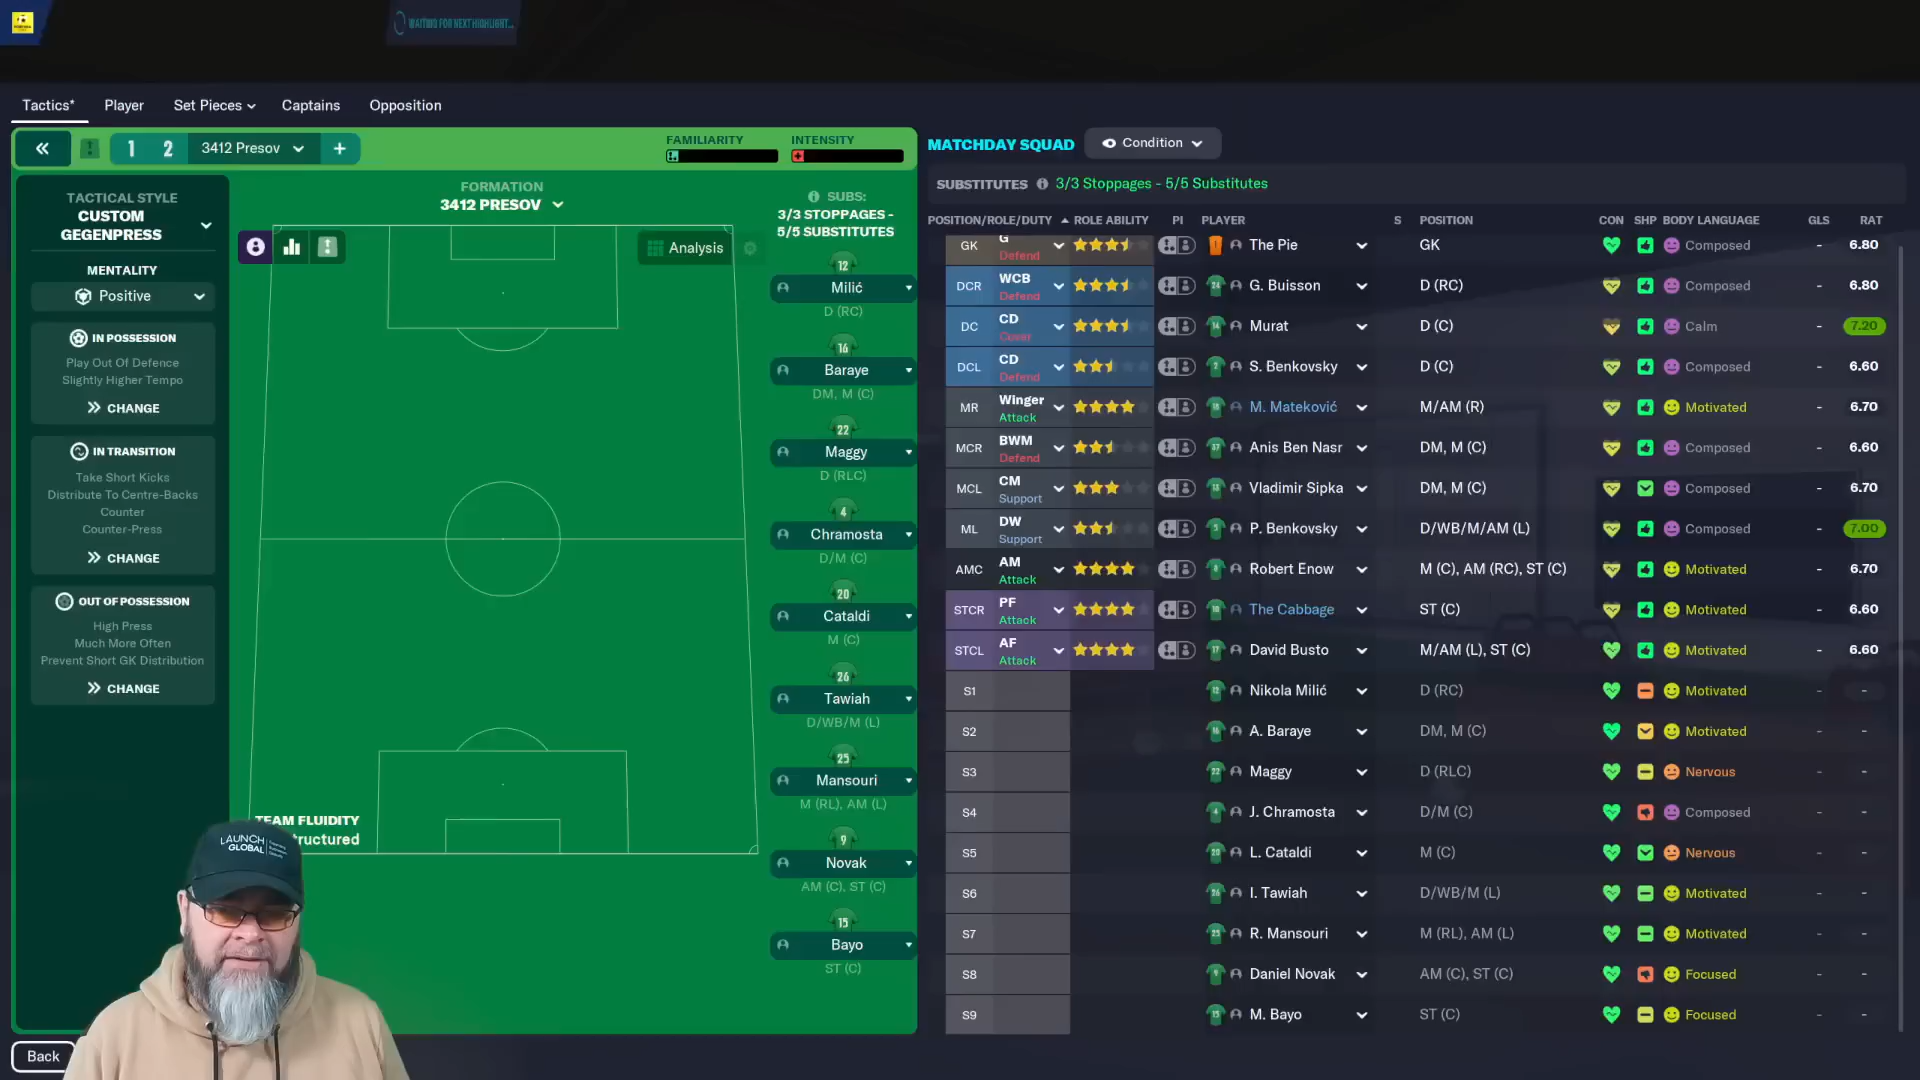 WAITING FOR NEXT HIGHLIGHT...
Tactics*
Player
Set Pieces
Captains
Opposition
1
2
3412 Presov
+
FAMILIARITY
INTENSITY
TACTICAL STYLE
CUSTOM
GEGENPRESS
MENTALITY
Positive
IN POSSESSION
Play Out Of Defence
Slightly Higher Tempo
CHANGE
IN TRANSITION
Take Short Kicks
Distribute To Centre-Backs
Counter
Counter-Press
CHANGE
OUT OF POSSESSION
High Press
Much More Often
Prevent Short GK Distribution
CHANGE
FORMATION
3412 PRESOV
Analysis
TEAM FLUIDITY
tructured
LAUNCH
GLOBAL
SUBS:
3/3 STOPPAGES -
5/5 SUBSTITUTES
12
Milić
D (RC)
16
Baraye
DM, M (C)
22
Maggy
D (RLC)
4
Chramosta
D/M (C)
20
Cataldi
M (C)
26
Tawiah
D/WB/M (L)
25
Mansouri
M (RL), AM (L)
9
Novak
AM (C), ST (C)
15
Bayo
ST (C)
Back
MATCHDAY SQUAD
Condition
SUBSTITUTES 3/3 Stoppages - 5/5 Substitutes
POSITION/ROLE/DUTY ROLE ABILITY PI PLAYER S POSITION CON SHP BODY LANGUAGE GLS RAT
GK G Defend The Pie GK Composed - 6.80
DCR WCB Defend G. Buisson D (RC) Composed - 6.80
DC CD Cover Murat D (C) Calm - 7.20
DCL CD Defend S. Benkovsky D (C) Composed - 6.60
MR Winger Attack M. Mateković M/AM (R) Motivated - 6.70
MCR BWM Defend Anis Ben Nasr DM, M (C) Composed - 6.60
MCL CM Support Vladimir Sipka DM, M (C) Composed - 6.70
ML DW Support P. Benkovsky D/WB/M/AM (L) Composed - 7.00
AMC AM Attack Robert Enow M (C), AM (RC), ST (C) Motivated - 6.70
STCR PF Attack The Cabbage ST (C) Motivated - 6.60
STCL AF Attack David Busto M/AM (L), ST (C) Motivated - 6.60
S1 Nikola Milić D (RC) Motivated - -
S2 A. Baraye DM, M (C) Motivated - -
S3 Maggy D (RLC) Nervous - -
S4 J. Chramosta D/M (C) Composed - -
S5 L. Cataldi M (C) Nervous - -
S6 I. Tawiah D/WB/M (L) Motivated - -
S7 R. Mansouri M (RL), AM (L) Motivated - -
S8 Daniel Novak AM (C), ST (C) Focused - -
S9 M. Bayo ST (C) Focused - -